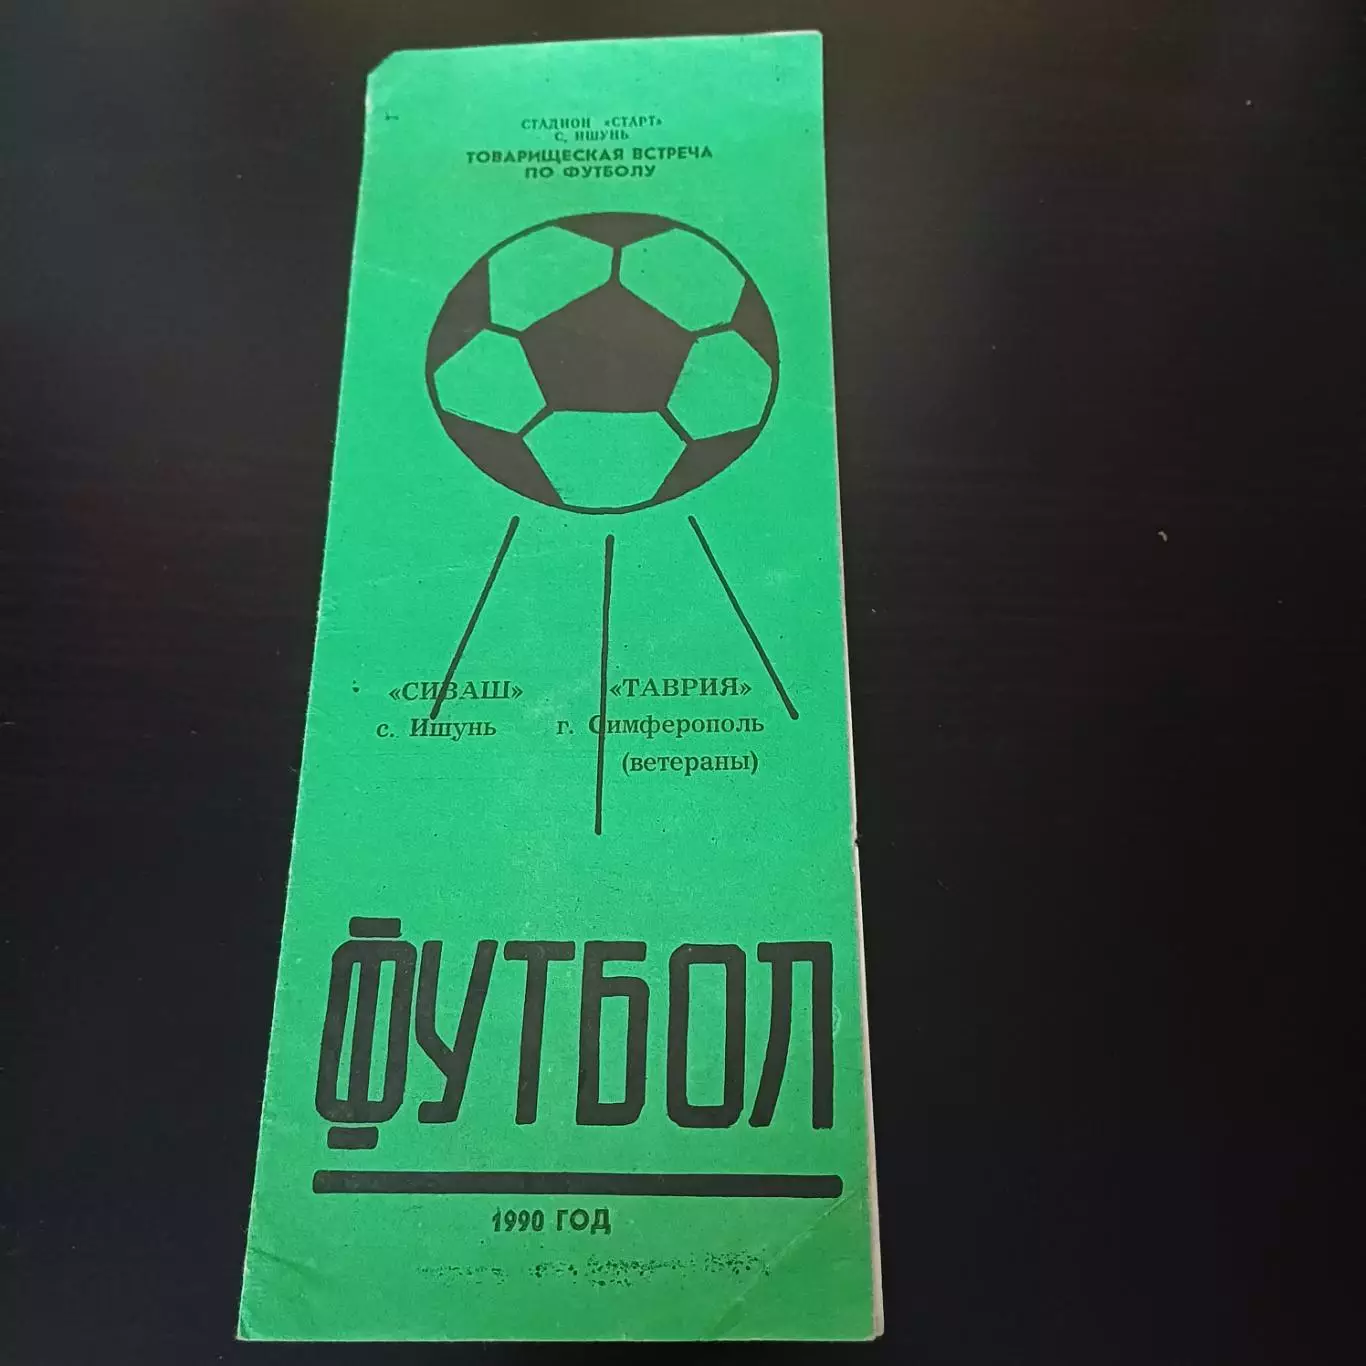 СТАДИОН «СТАРТ»
С. ИШУНЬ
ТОВАРИЩЕСКАЯ ВСТРЕЧА
ПО ФУТБОЛУ
«СИВАШ» «ТАВРИЯ»
с. Ишунь г. Симферополь
(ветераны)
ФУТБОЛ
1990 ГОД